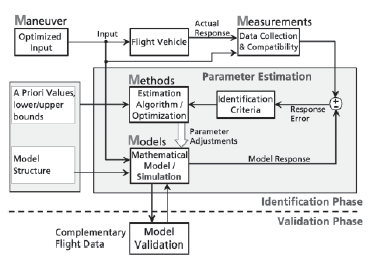 Maneuver
Optimized
Input
Input
Flight Vehicle
Actual
Response
Measurements
Data Collection
& Compatibility
Parameter Estimation
A Priori Values,
lower/upper
bounds
Model
Structure
Methods
Estimation
Algorithm /
Optimization
Identification
Criteria
Response
Error
±
Parameter
Adjustments
Models
Mathematical
Model /
Simulation
Model Response
Identification Phase
Validation Phase
Complementary
Flight Data
Model
Validation